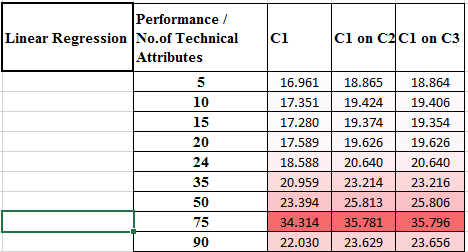 Linear Regression Performance / No.of Technical Attributes C1 C1 on C2 C1 on C3
5 16.961 18.865 18.864
10 17.351 19.424 19.406
15 17.280 19.374 19.354
20 17.589 19.626 19.626
24 18.588 20.640 20.640
35 20.959 23.214 23.216
50 23.394 25.813 25.806
75 34.314 35.781 35.796
90 22.030 23.629 23.656